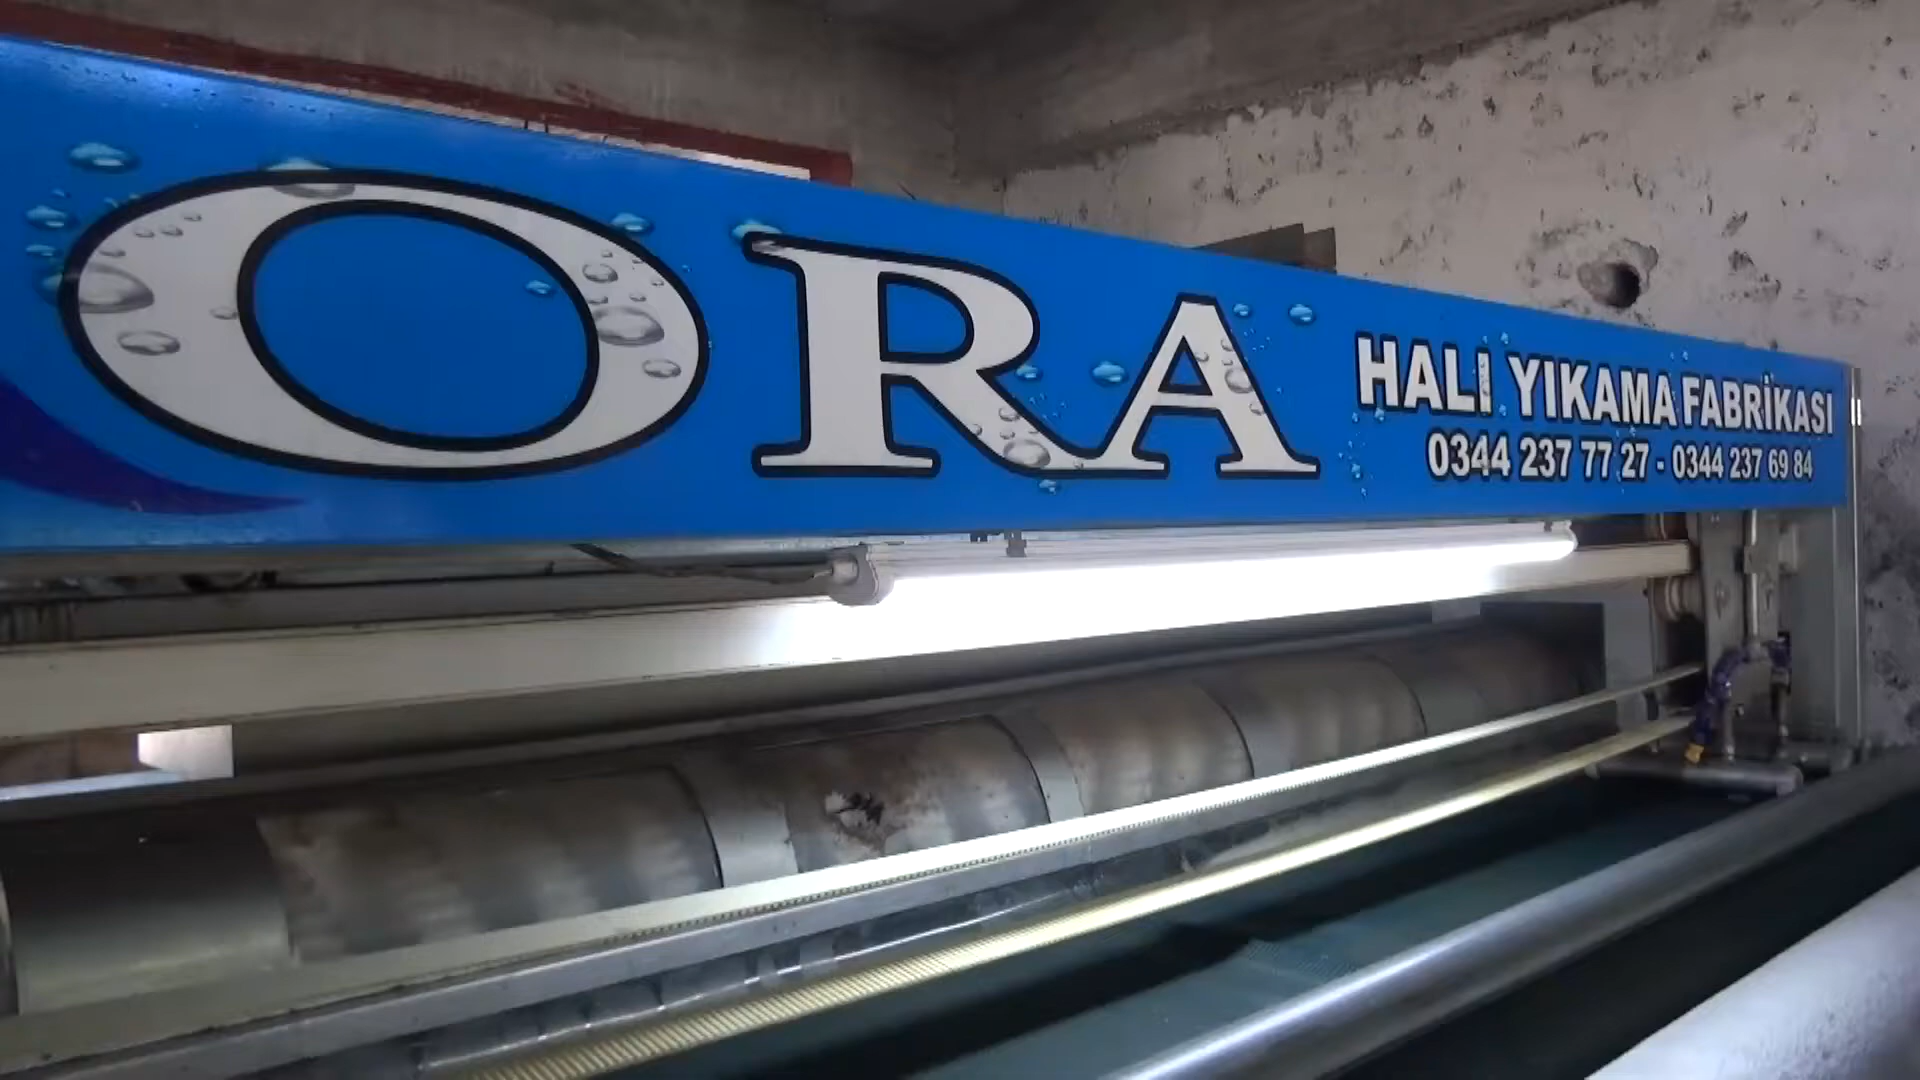 ORA
HALI YIKAMA FABRİKASI
0344 237 77 27 - 0344 237 69 84